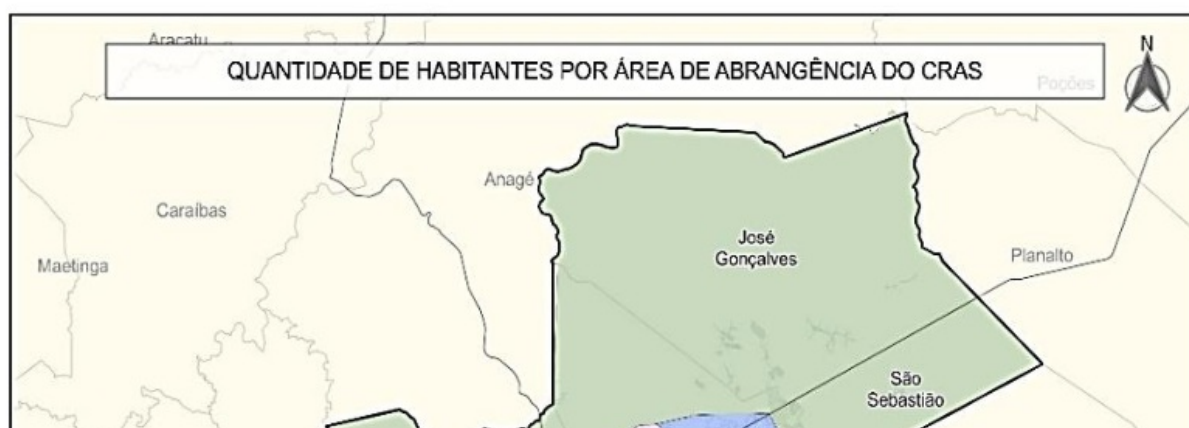 Aracatu
QUANTIDADE DE HABITANTES POR ÁREA DE ABRANGÊNCIA DO CRAS
N
Poções
Anagé
Caraíbas
José
Gonçalves
Maetinga
Planalto
São
Sebastião